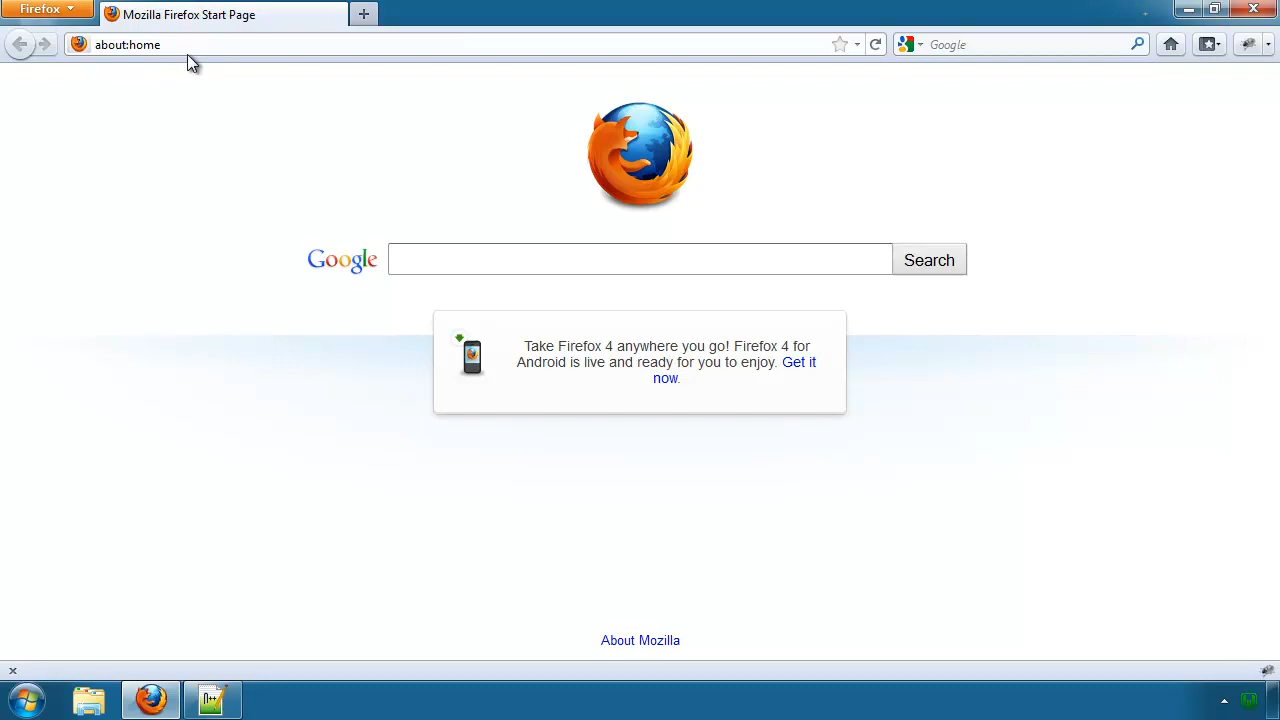 Firefox
Mozilla Firefox Start Page
about:home
Google
Google
Search
Take Firefox 4 anywhere you go! Firefox 4 for
Android is live and ready for you to enjoy. Get it
now.
About Mozilla